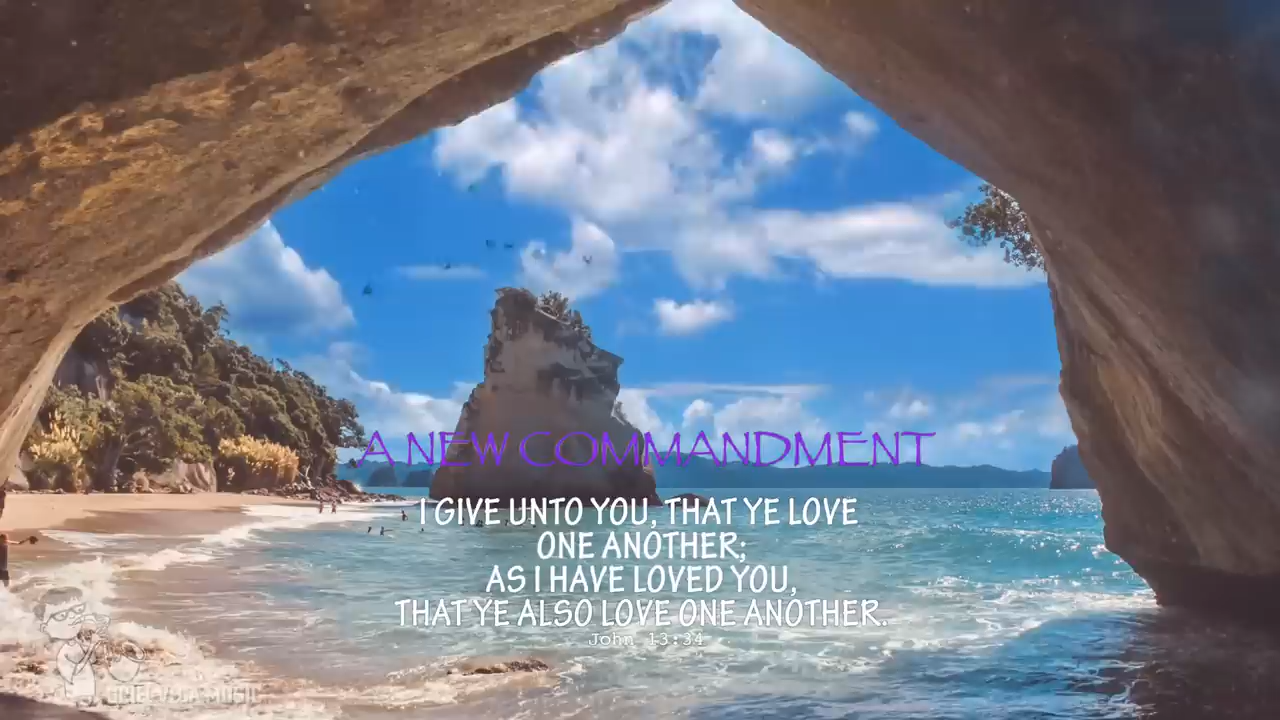 A NEW COMMANDMENT
I GIVE UNTO YOU, THAT YE LOVE
ONE ANOTHER;
AS I HAVE LOVED YOU,
THAT YE ALSO LOVE ONE ANOTHER.
John 13:34
MUSIC